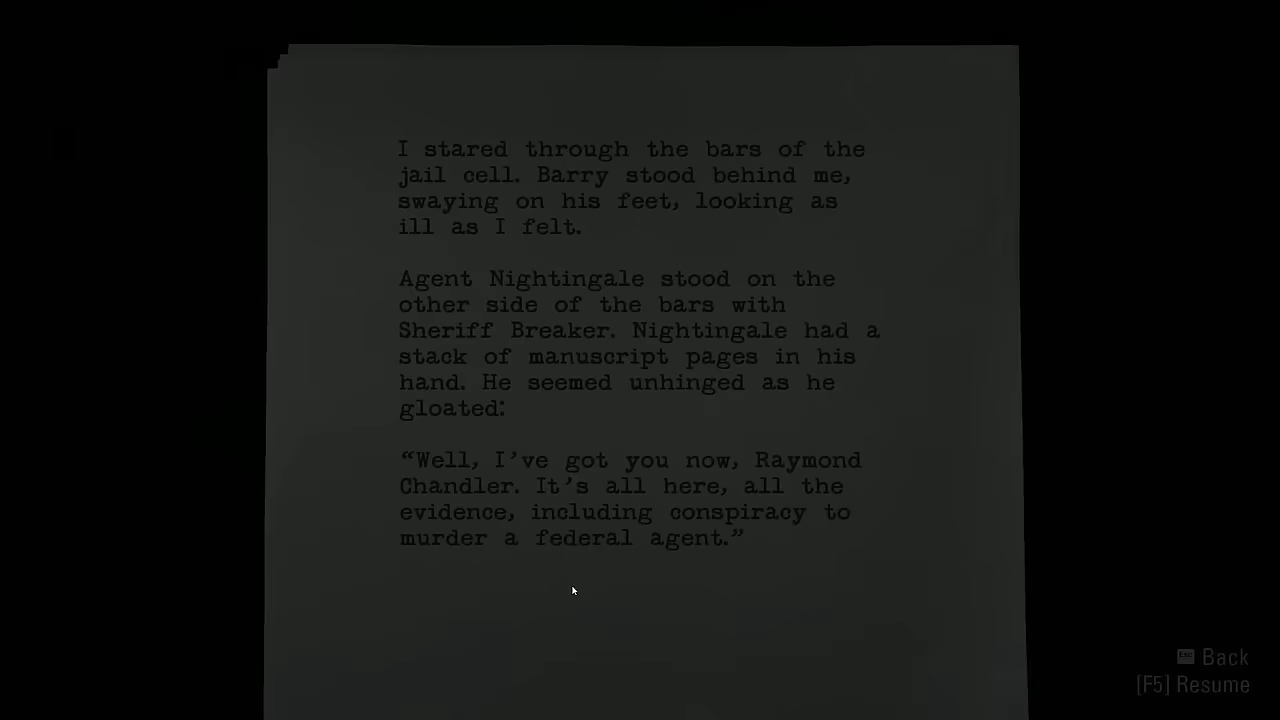 I stared through the bars of the
jail cell. Barry stood behind me,
swaying on his feet, looking as
ill as I felt.
Agent Nightingale stood on the
other side of the bars with
Sheriff Breaker. Nightingale had a
stack of manuscript pages in his
hand. He seemed unhinged as he
gloated:
“Well, I’ve got you now, Raymond
Chandler. It’s all here, all the
evidence, including conspiracy to
murder a federal agent.”
Esc Back
[F5] Resume